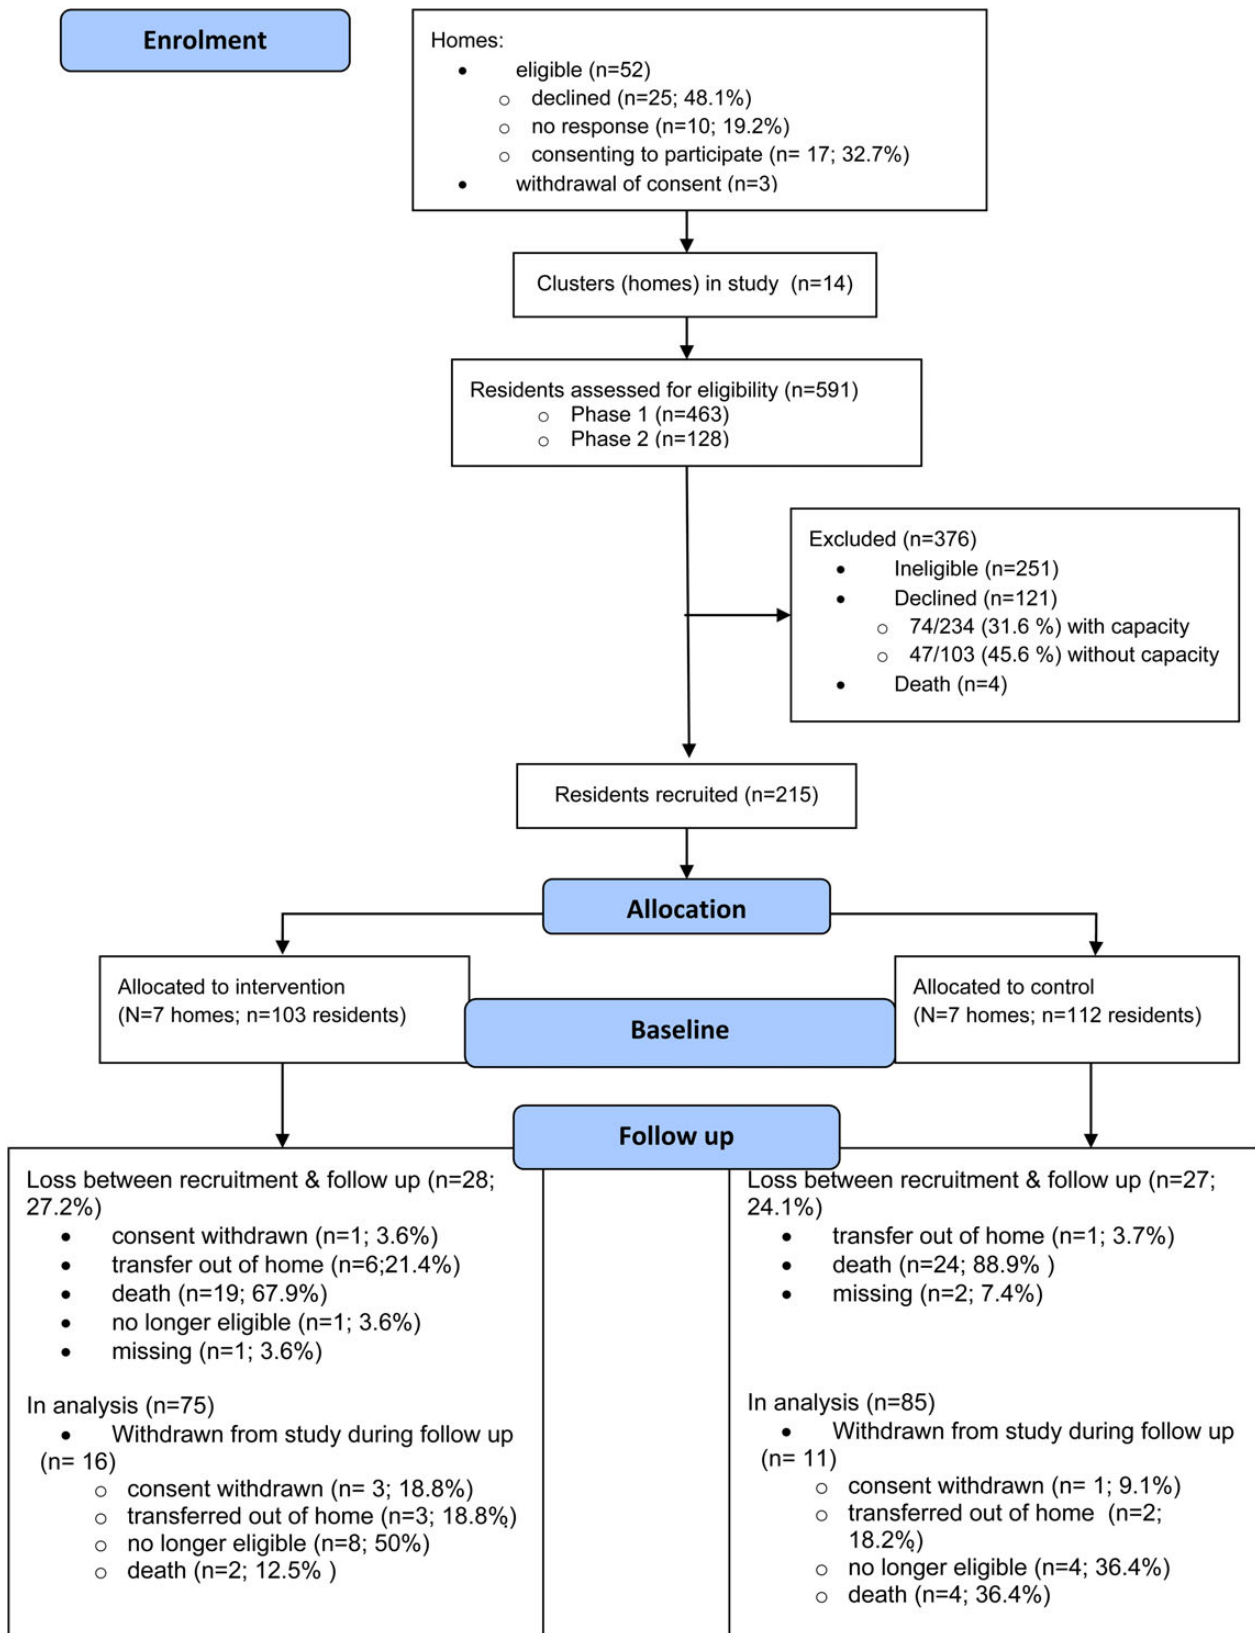 Enrolment
Homes:
• eligible (n=52)
○ declined (n=25; 48.1%)
○ no response (n=10; 19.2%)
○ consenting to participate (n= 17; 32.7%)
• withdrawal of consent (n=3)
Clusters (homes) in study (n=14)
Residents assessed for eligibility (n=591)
○ Phase 1 (n=463)
○ Phase 2 (n=128)
Excluded (n=376)
• Ineligible (n=251)
• Declined (n=121)
○ 74/234 (31.6 %) with capacity
○ 47/103 (45.6 %) without capacity
• Death (n=4)
Residents recruited (n=215)
Allocation
Allocated to intervention
(N=7 homes; n=103 residents)
Baseline
Allocated to control
(N=7 homes; n=112 residents)
Follow up
Loss between recruitment & follow up (n=28;
27.2%)
• consent withdrawn (n=1; 3.6%)
• transfer out of home (n=6;21.4%)
• death (n=19; 67.9%)
• no longer eligible (n=1; 3.6%)
• missing (n=1; 3.6%)
In analysis (n=75)
• Withdrawn from study during follow up
(n= 16)
○ consent withdrawn (n= 3; 18.8%)
○ transferred out of home (n=3; 18.8%)
○ no longer eligible (n=8; 50%)
○ death (n=2; 12.5% )
Loss between recruitment & follow up (n=27;
24.1%)
• transfer out of home (n=1; 3.7%)
• death (n=24; 88.9% )
• missing (n=2; 7.4%)
In analysis (n=85)
• Withdrawn from study during follow up
(n= 11)
○ consent withdrawn (n= 1; 9.1%)
○ transferred out of home (n=2;
18.2%)
○ no longer eligible (n=4; 36.4%)
○ death (n=4; 36.4%)